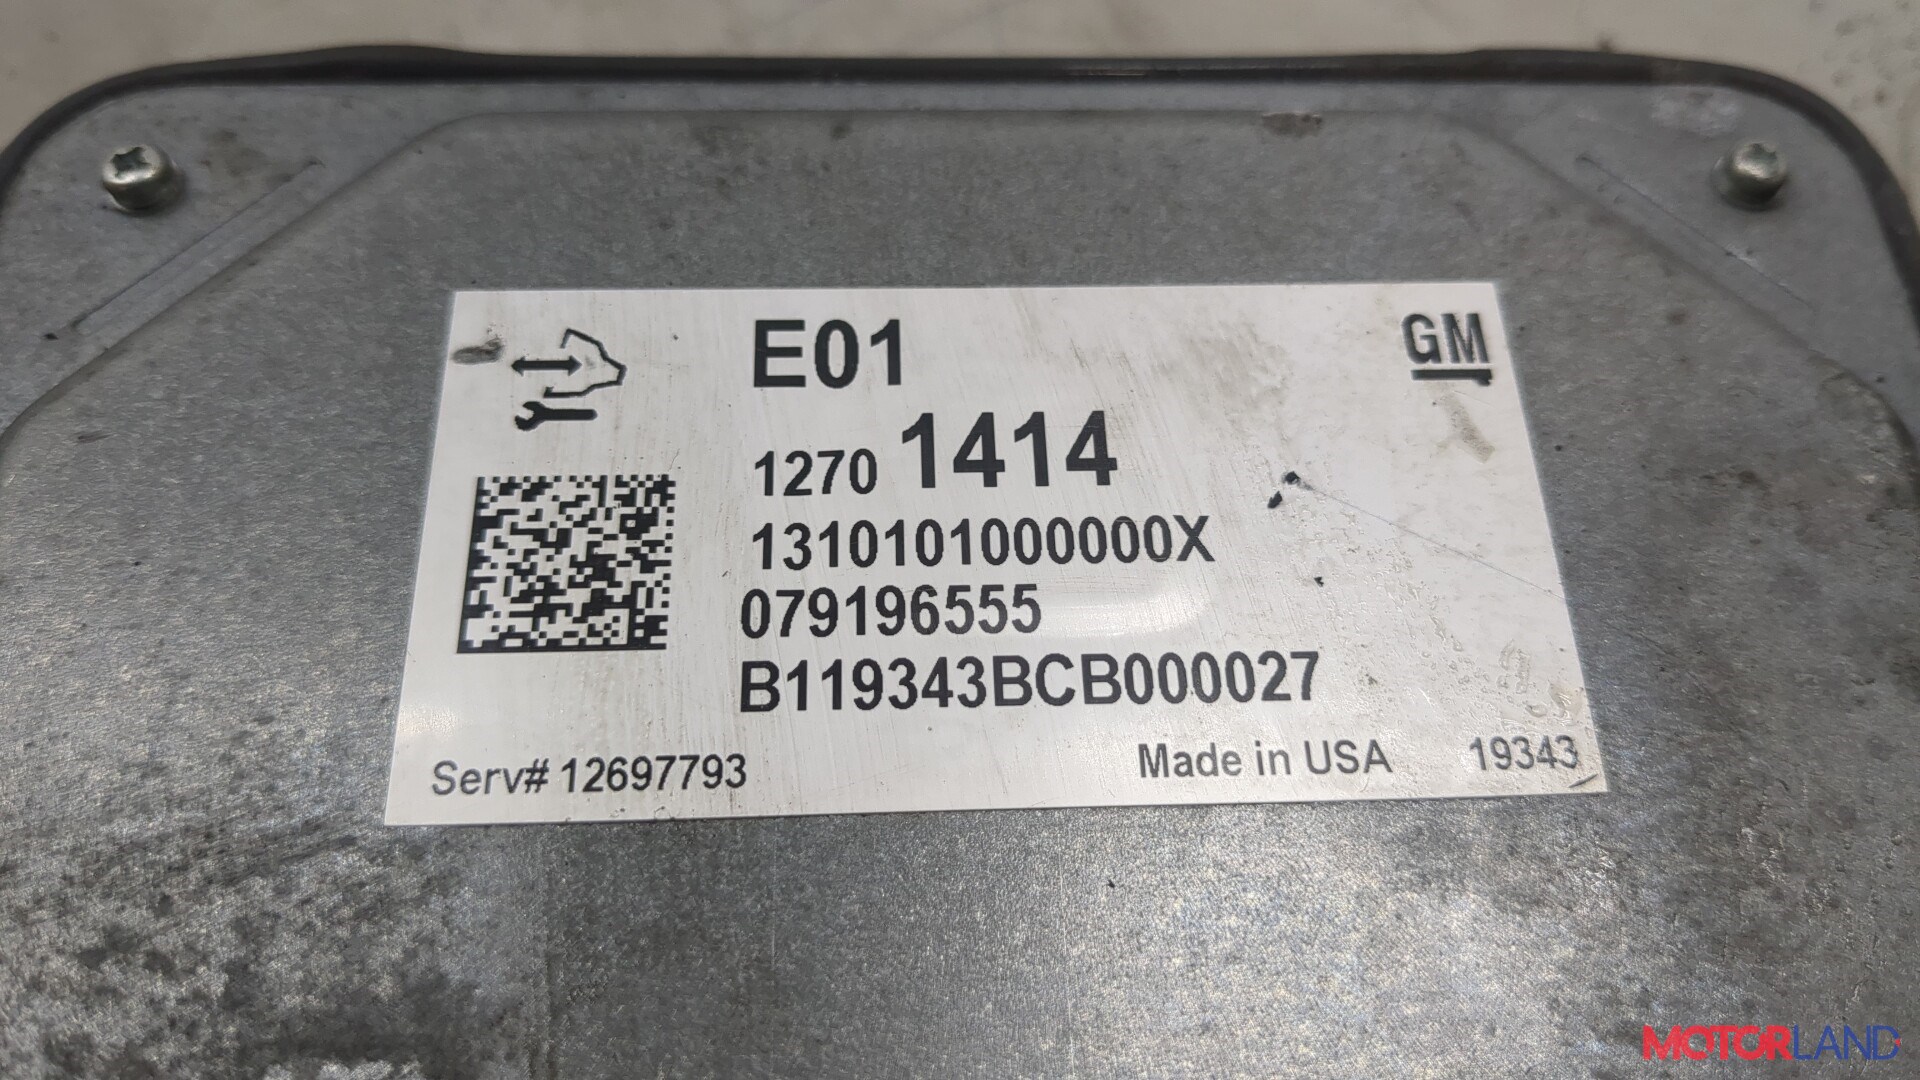 E01
GM
1270 1414
1310101000000X
079196555
B119343BCB000027
Serv# 12697793
Made in USA
19343
MOTORLAND